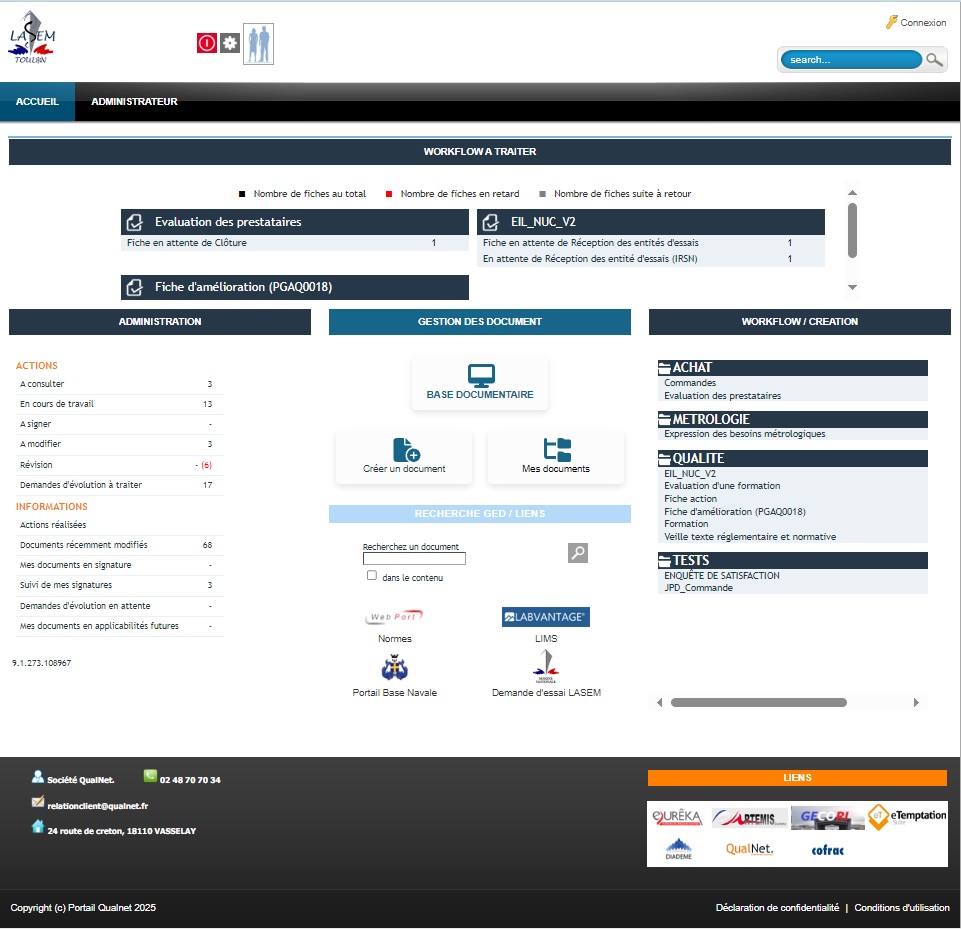 LASEM
TOULON
Connexion
search...
ACCUEIL
ADMINISTRATEUR
WORKFLOW A TRAITER
Nombre de fiches au total
Nombre de fiches en retard
Nombre de fiches suite à retour
Evaluation des prestataires
Fiche en attente de Clôture 1
EIL_NUC_V2
Fiche en attente de Réception des entités d'essais 1
En attente de Réception des entité d'essais (IRSN) 1
Fiche d'amélioration (PGAQ0018)
ADMINISTRATION
ACTIONS
A consulter 3
En cours de travail 13
A signer -
A modifier 3
Révision - (6)
Demandes d'évolution à traiter 17
INFORMATIONS
Actions réalisées
Documents récemment modifiés 68
Mes documents en signature -
Suivi de mes signatures 3
Demandes d'évolution en attente -
Mes documents en applicabilités futures -
9.1.273.108967
GESTION DES DOCUMENT
BASE DOCUMENTAIRE
Créer un document
Mes documents
RECHERCHE GED / LIENS
Recherchez un document
dans le contenu
Web Port
Normes
LABVANTAGE
LIMS
Portail Base Navale
MARINE NATIONALE
Demande d'essai LASEM
WORKFLOW / CREATION
ACHAT
Commandes
Evaluation des prestataires
METROLOGIE
Expression des besoins métrologiques
QUALITE
EIL_NUC_V2
Evaluation d'une formation
Fiche action
Fiche d'amélioration (PGAQ0018)
Formation
Veille texte réglementaire et normative
TESTS
ENQUÊTE DE SATISFACTION
JPD_Commande
Société QualNet.
02 48 70 70 34
relationclient@qualnet.fr
24 route de creton, 18110 VASSELAY
LIENS
EURÊKA
ARTEMIS
GECORL
eT eTemptation
DIADEME
QualNet.
cofrac
Copyright (c) Portail Qualnet 2025
Déclaration de confidentialité | Conditions d'utilisation